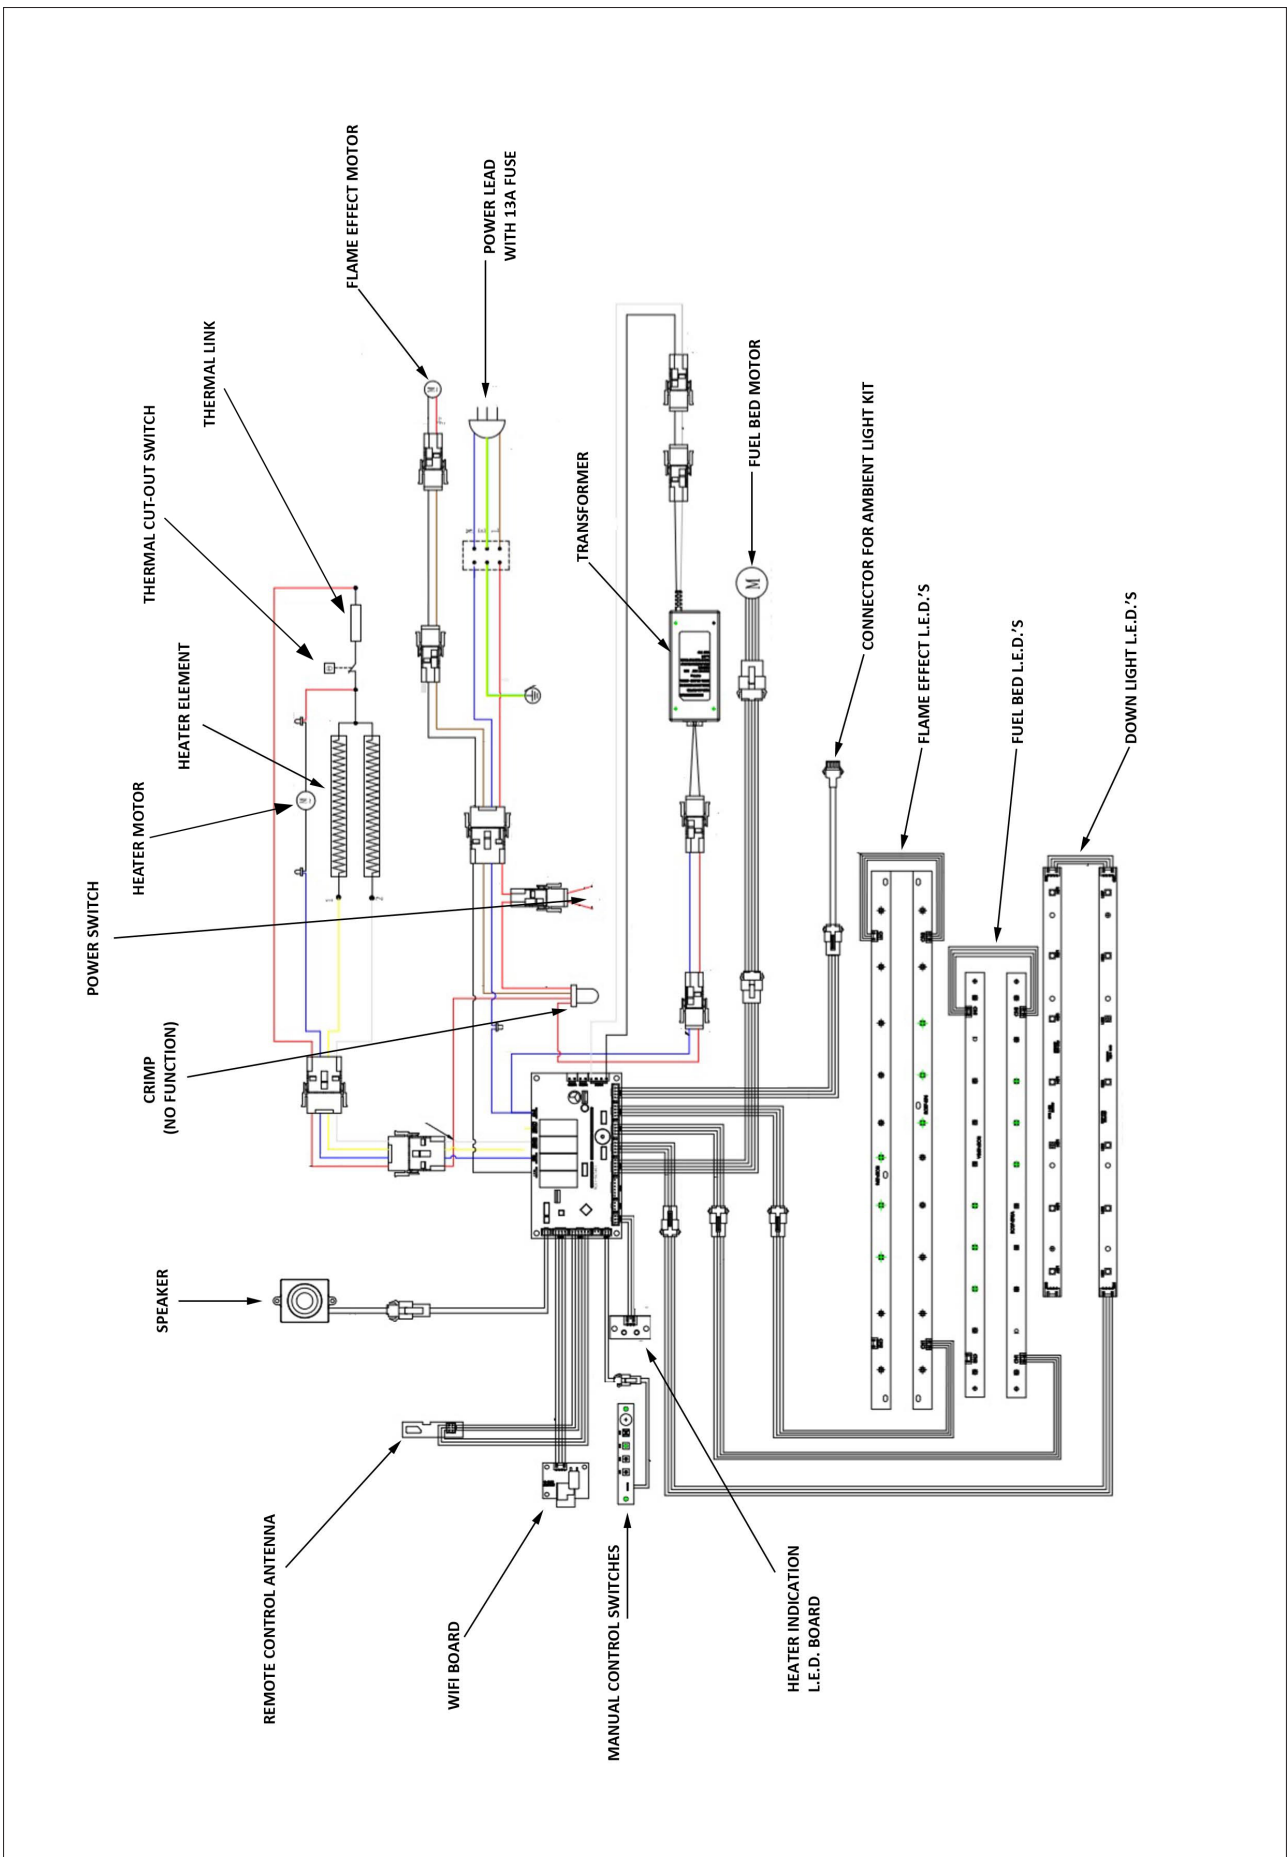 FLAME EFFECT MOTOR
POWER LEAD
WITH 13A FUSE
THERMAL LINK
THERMAL CUT-OUT SWITCH
HEATER ELEMENT
HEATER MOTOR
POWER SWITCH
CRIMP
(NO FUNCTION)
TRANSFORMER
FUEL BED MOTOR
M
CONNECTOR FOR AMBIENT LIGHT KIT
FLAME EFFECT L.E.D.'S
FUEL BED L.E.D.'S
DOWN LIGHT L.E.D.'S
SPEAKER
REMOTE CONTROL ANTENNA
WIFI BOARD
MANUAL CONTROL SWITCHES
HEATER INDICATION
L.E.D. BOARD